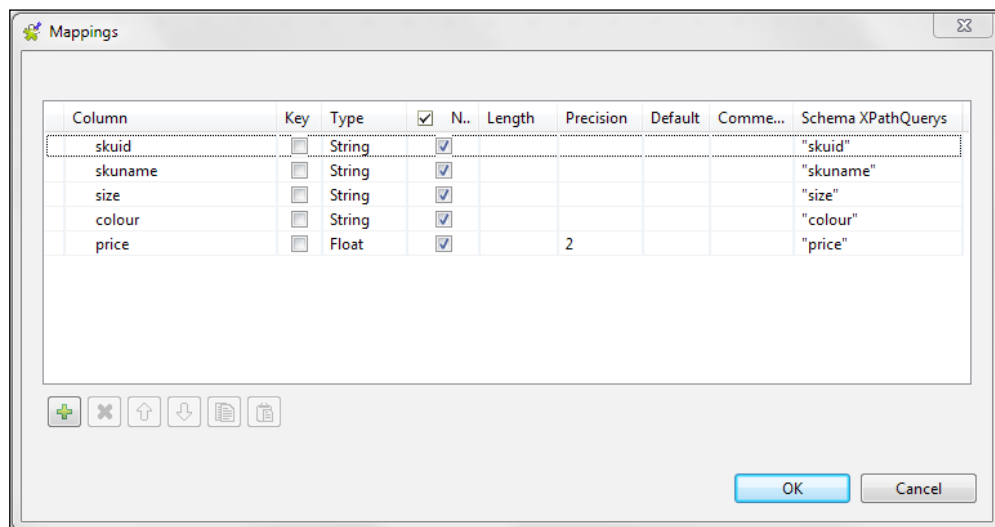 Mappings
Column Key Type N.. Length Precision Default Comme... Schema XPathQuerys
skuid String "skuid"
skuname String "skuname"
size String "size"
colour String "colour"
price Float 2 "price"
OK Cancel